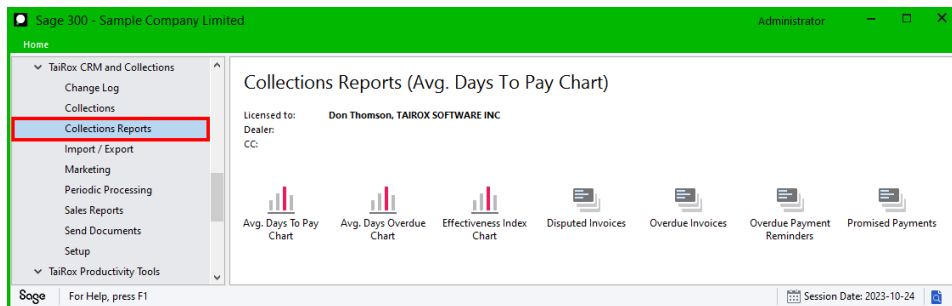 Sage 300 - Sample Company Limited
Administrator
Home
TaiRox CRM and Collections
Change Log
Collections
Collections Reports
Import / Export
Marketing
Periodic Processing
Sales Reports
Send Documents
Setup
TaiRox Productivity Tools
Collections Reports (Avg. Days To Pay Chart)
Licensed to: Don Thomson, TAIROX SOFTWARE INC
Dealer:
CC:
Avg. Days To Pay
Chart
Avg. Days Overdue
Chart
Effectiveness Index
Chart
Disputed Invoices
Overdue Invoices
Overdue Payment
Reminders
Promised Payments
Sage
For Help, press F1
Session Date: 2023-10-24